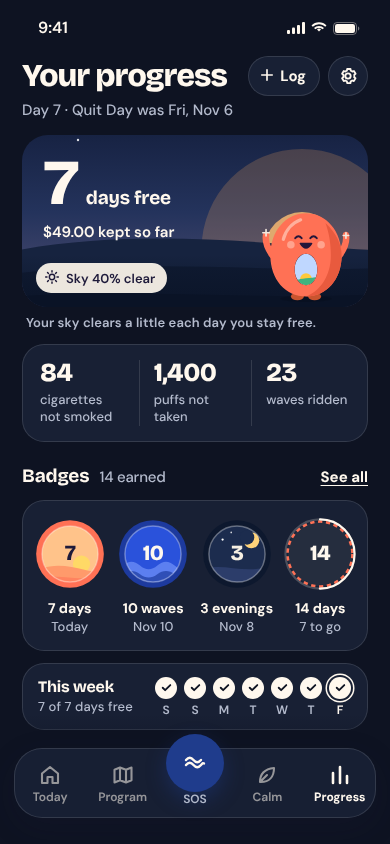 9:41
Your progress
+ Log
Day 7 · Quit Day was Fri, Nov 6
7 days free
$49.00 kept so far
Sky 40% clear
Your sky clears a little each day you stay free.
84
cigarettes
not smoked
1,400
puffs not
taken
23
waves ridden
Badges 14 earned
See all
7
10
3
14
7 days
10 waves
3 evenings
14 days
Today
Nov 10
Nov 8
7 to go
This week
7 of 7 days free
S S M T W T F
Today
Program
SOS
Calm
Progress